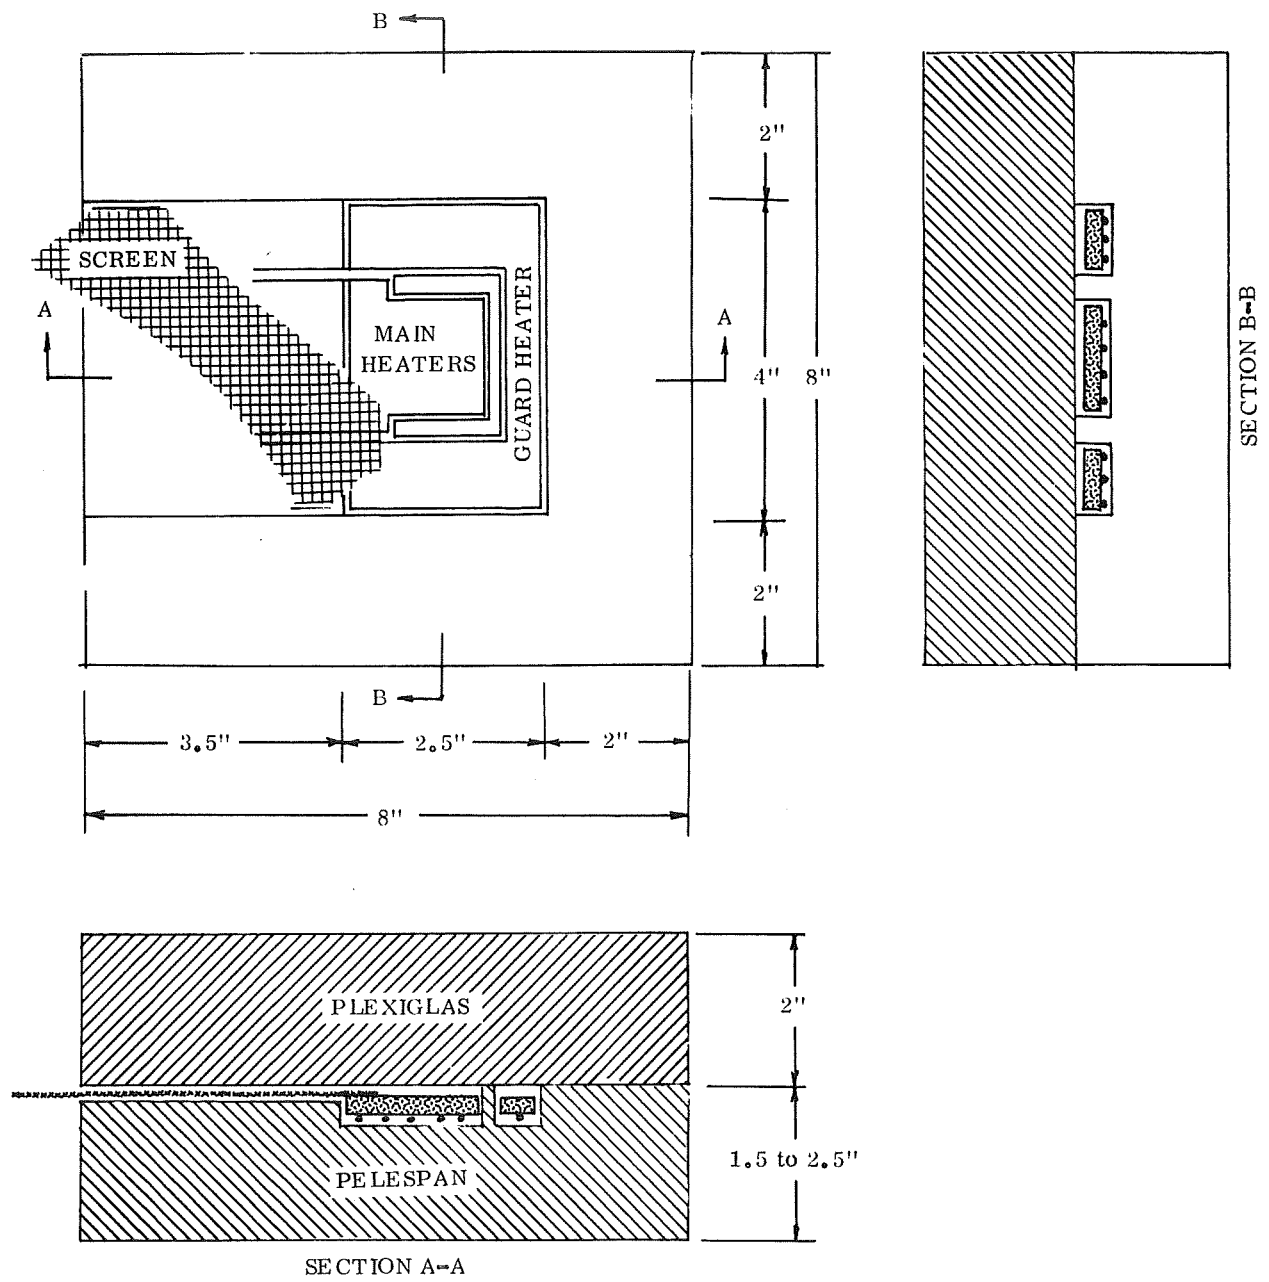 B
2"
SCREEN
A
MAIN
HEATERS
GUARD HEATER
A
4"
8"
SECTION B-B
2"
B
3.5"
2.5"
2"
8"
PLEXIGLAS
2"
1.5 to 2.5"
PELESPAN
SECTION A-A